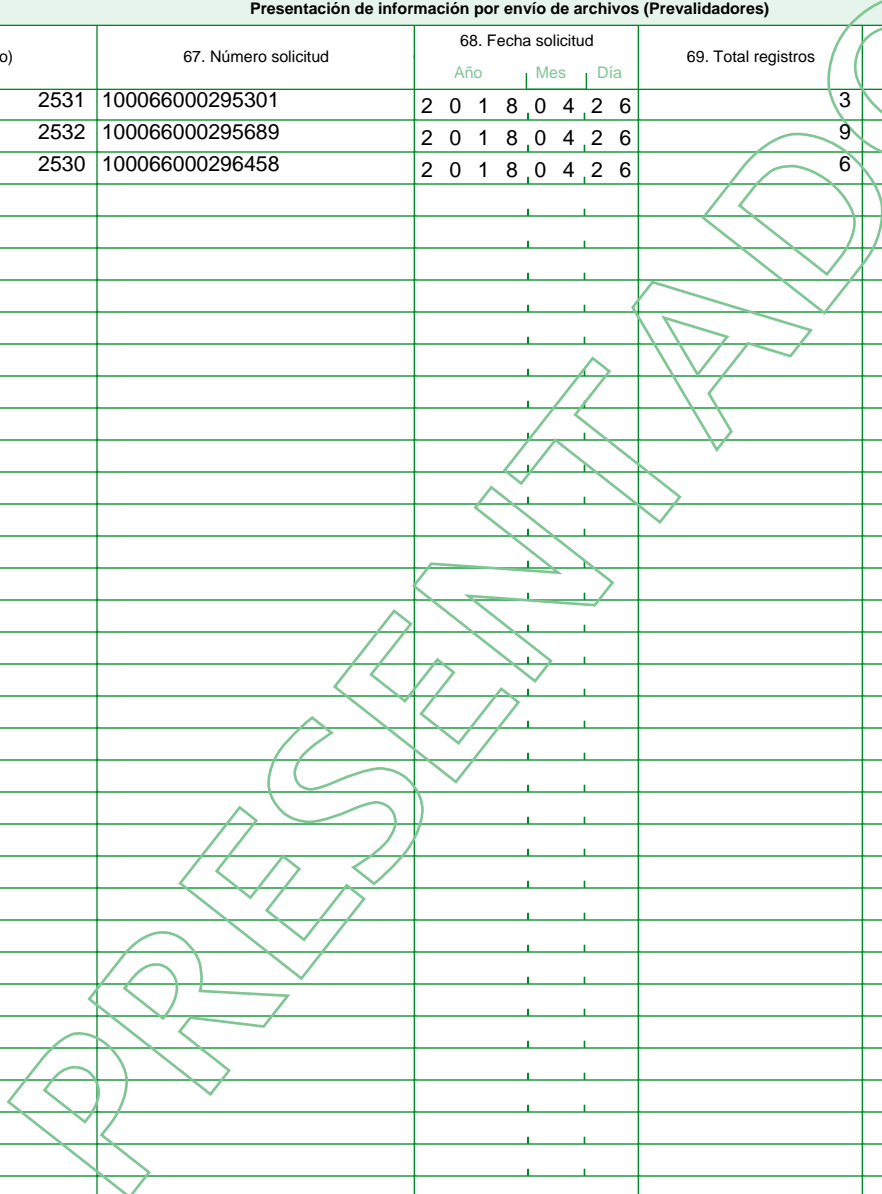 Presentación de información por envío de archivos (Prevalidadores)
o) 67. Número solicitud 68. Fecha solicitud 69. Total registros
Año Mes Día
2531 100066000295301 2 0 1 8 0 4 2 6 3
2532 100066000295689 2 0 1 8 0 4 2 6 9
2530 100066000296458 2 0 1 8 0 4 2 6 6
PRESENTADO